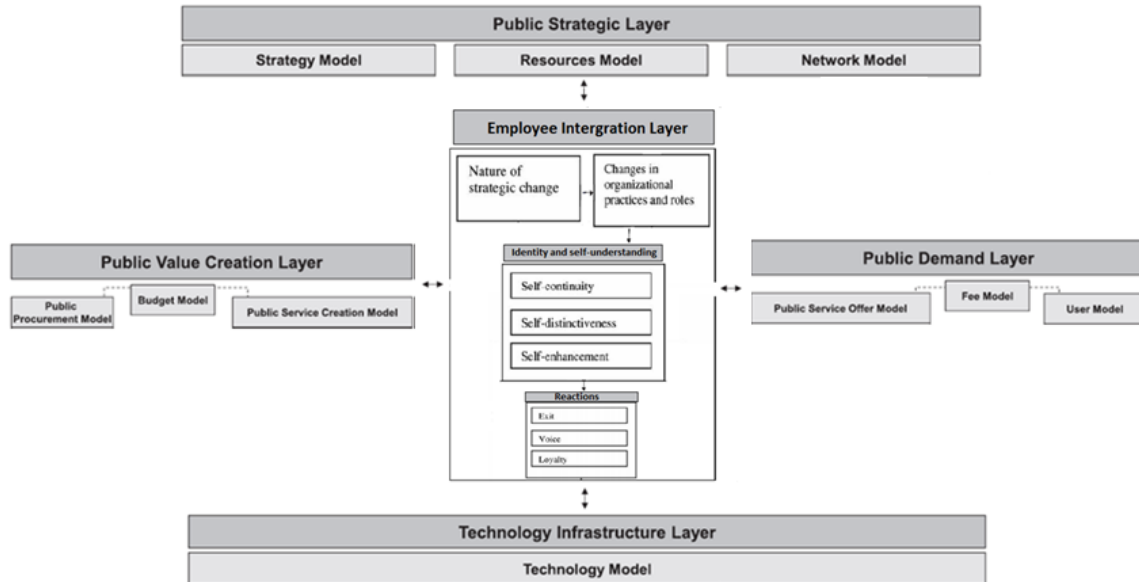 Public Strategic Layer
Strategy Model
Resources Model
Network Model
Employee Intergration Layer
Nature of
strategic change
Changes in
organizational
practices and roles
Identity and self-understanding
Self-continuity
Self-distinctiveness
Self-enhancement
Reactions
Exit
Voice
Loyalty
Public Value Creation Layer
Public
Procurement Model
Budget Model
Public Service Creation Model
Public Demand Layer
Public Service Offer Model
Fee Model
User Model
Technology Infrastructure Layer
Technology Model